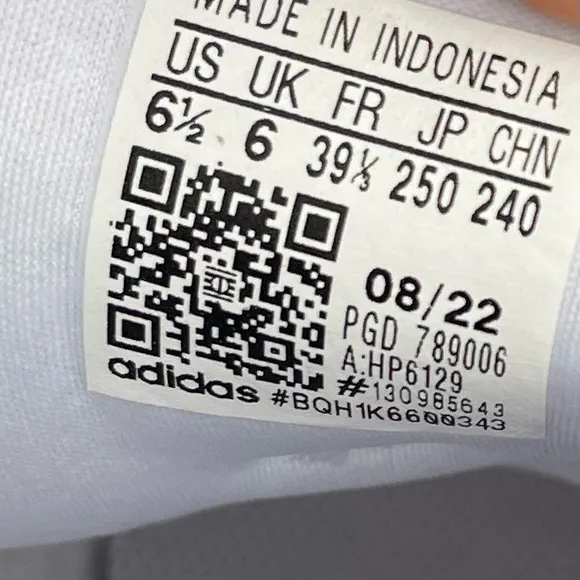 MADE IN INDONESIA
US UK FR JP CHN
6½ 6 39⅓ 250 240
08/22
PGD 789006
A:HP6129
#130985643
adidas #BQH1K6600343